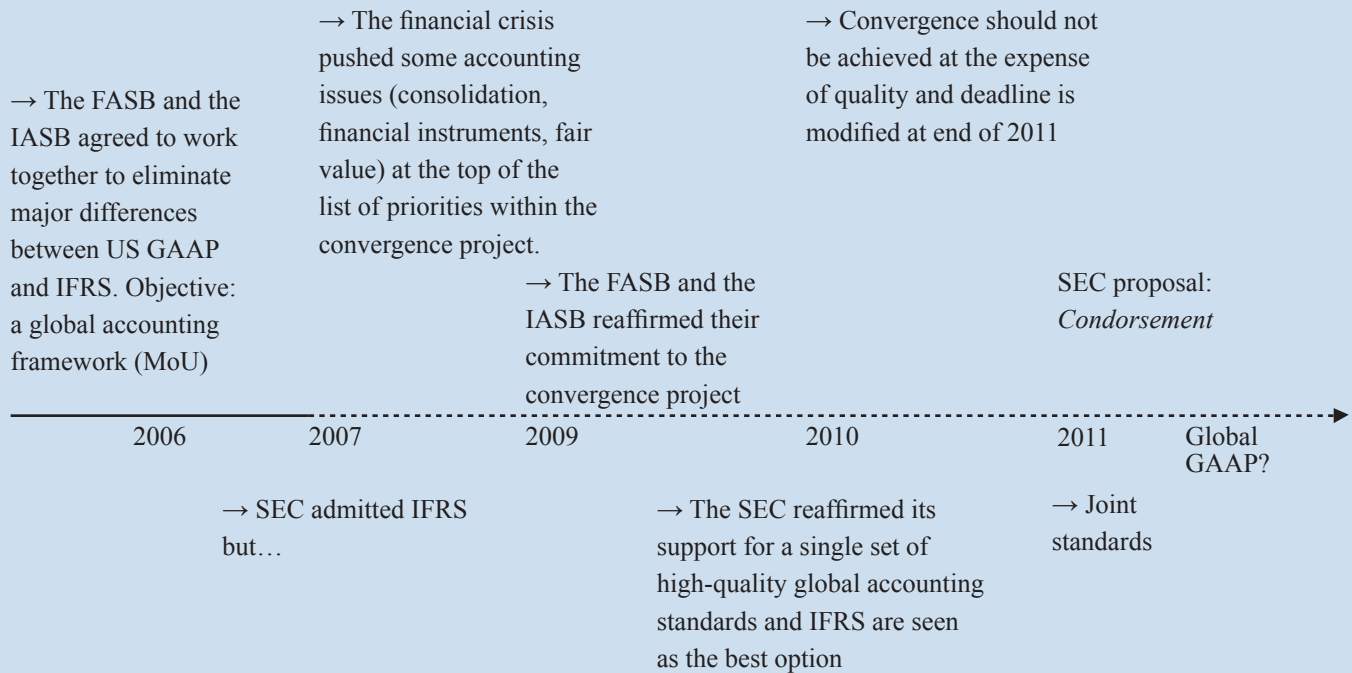 → The FASB and the
IASB agreed to work
together to eliminate
major differences
between US GAAP
and IFRS. Objective:
a global accounting
framework (MoU)
→ The financial crisis
pushed some accounting
issues (consolidation,
financial instruments, fair
value) at the top of the
list of priorities within the
convergence project.
→ The FASB and the
IASB reaffirmed their
commitment to the
convergence project
→ Convergence should not
be achieved at the expense
of quality and deadline is
modified at end of 2011
SEC proposal:
Condorsement
2006
2007
2009
2010
2011
Global
GAAP?
→ SEC admitted IFRS
but…
→ The SEC reaffirmed its
support for a single set of
high-quality global accounting
standards and IFRS are seen
as the best option
→ Joint
standards